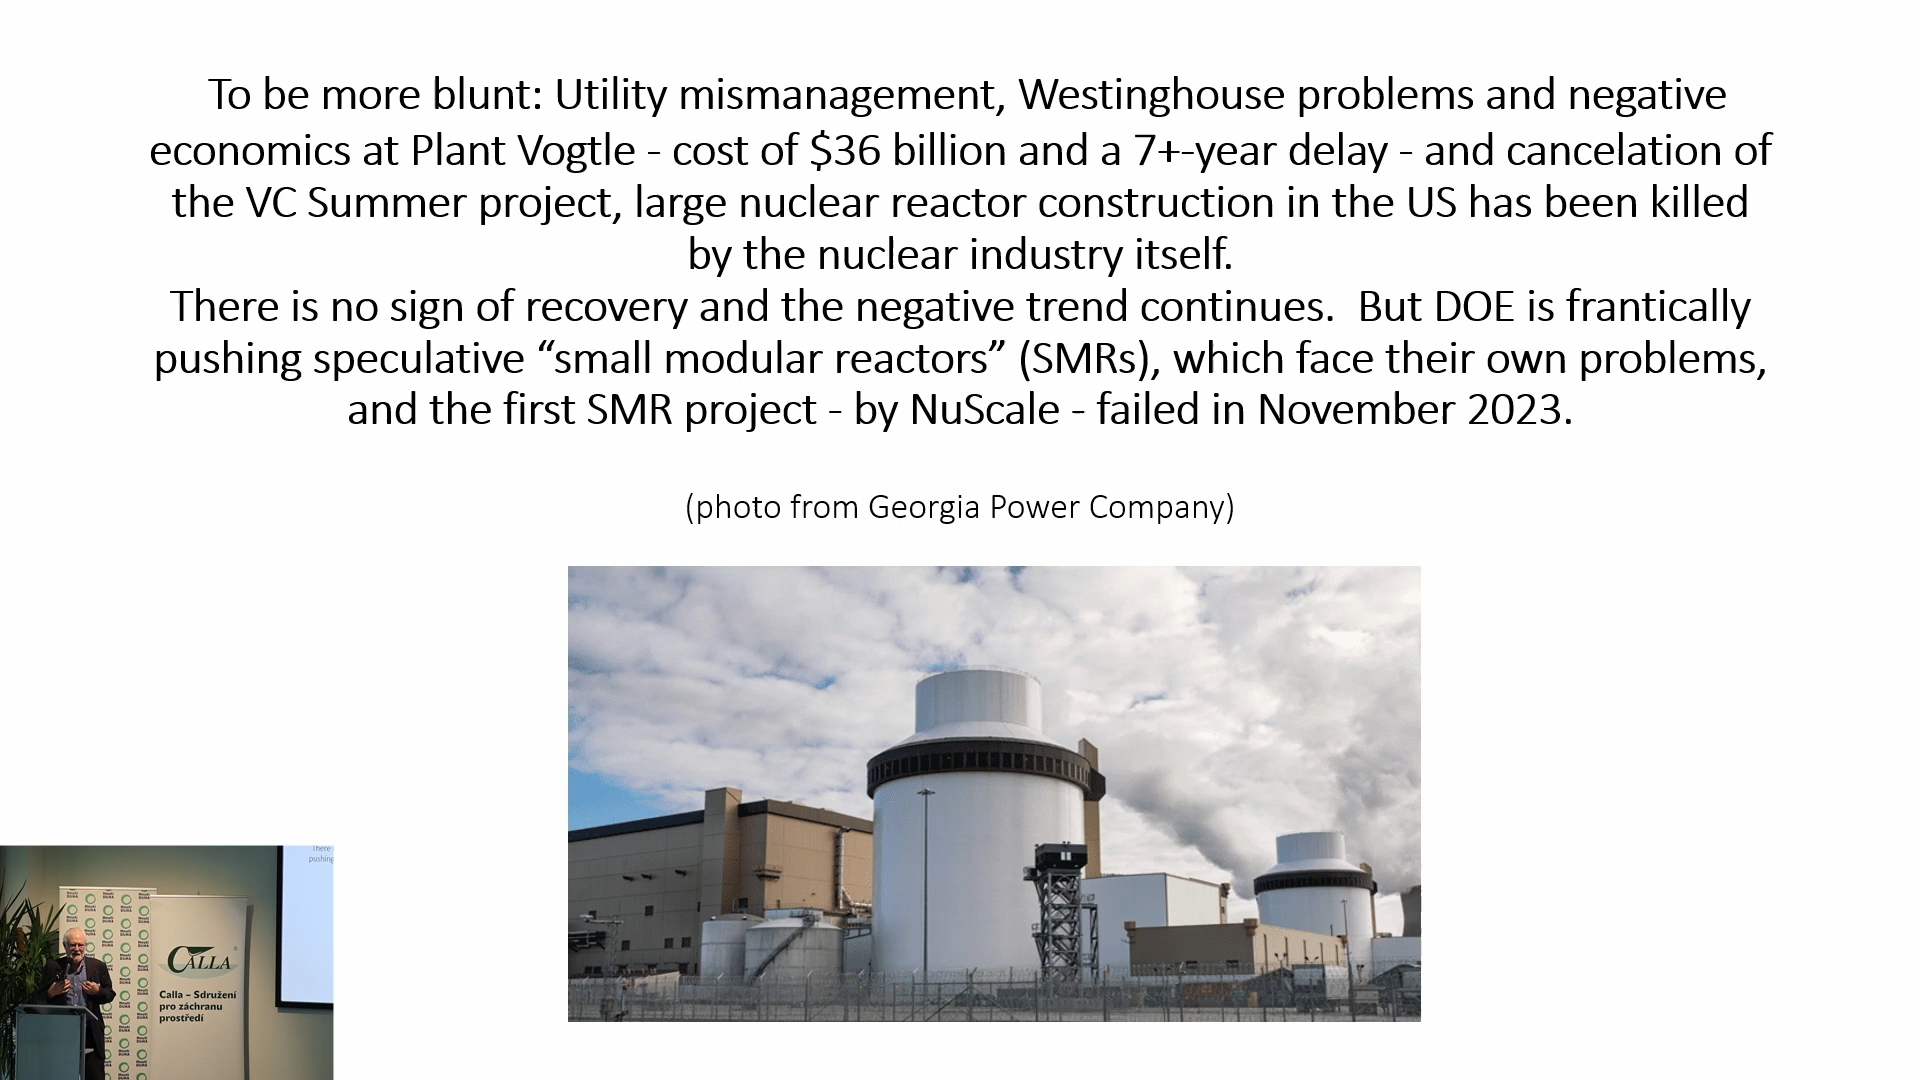 To be more blunt: Utility mismanagement, Westinghouse problems and negative
economics at Plant Vogtle - cost of $36 billion and a 7+-year delay - and cancelation of
the VC Summer project, large nuclear reactor construction in the US has been killed
by the nuclear industry itself.
There is no sign of recovery and the negative trend continues.  But DOE is frantically
pushing speculative “small modular reactors” (SMRs), which face their own problems,
and the first SMR project - by NuScale - failed in November 2023.
(photo from Georgia Power Company)
There
pushing
CALLA
Calla – Sdružení
pro záchranu
prostředí